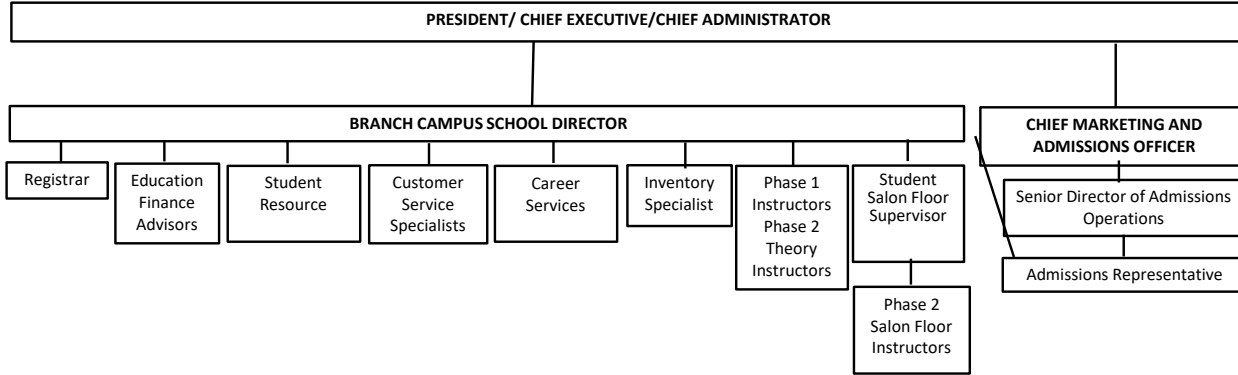 PRESIDENT/ CHIEF EXECUTIVE/CHIEF ADMINISTRATOR
BRANCH CAMPUS SCHOOL DIRECTOR
CHIEF MARKETING AND
ADMISSIONS OFFICER
Registrar
Education
Finance
Advisors
Student
Resource
Customer
Service
Specialists
Career
Services
Inventory
Specialist
Phase 1
Instructors
Phase 2
Theory
Instructors
Student
Salon Floor
Supervisor
Phase 2
Salon Floor
Instructors
Senior Director of Admissions
Operations
Admissions Representative